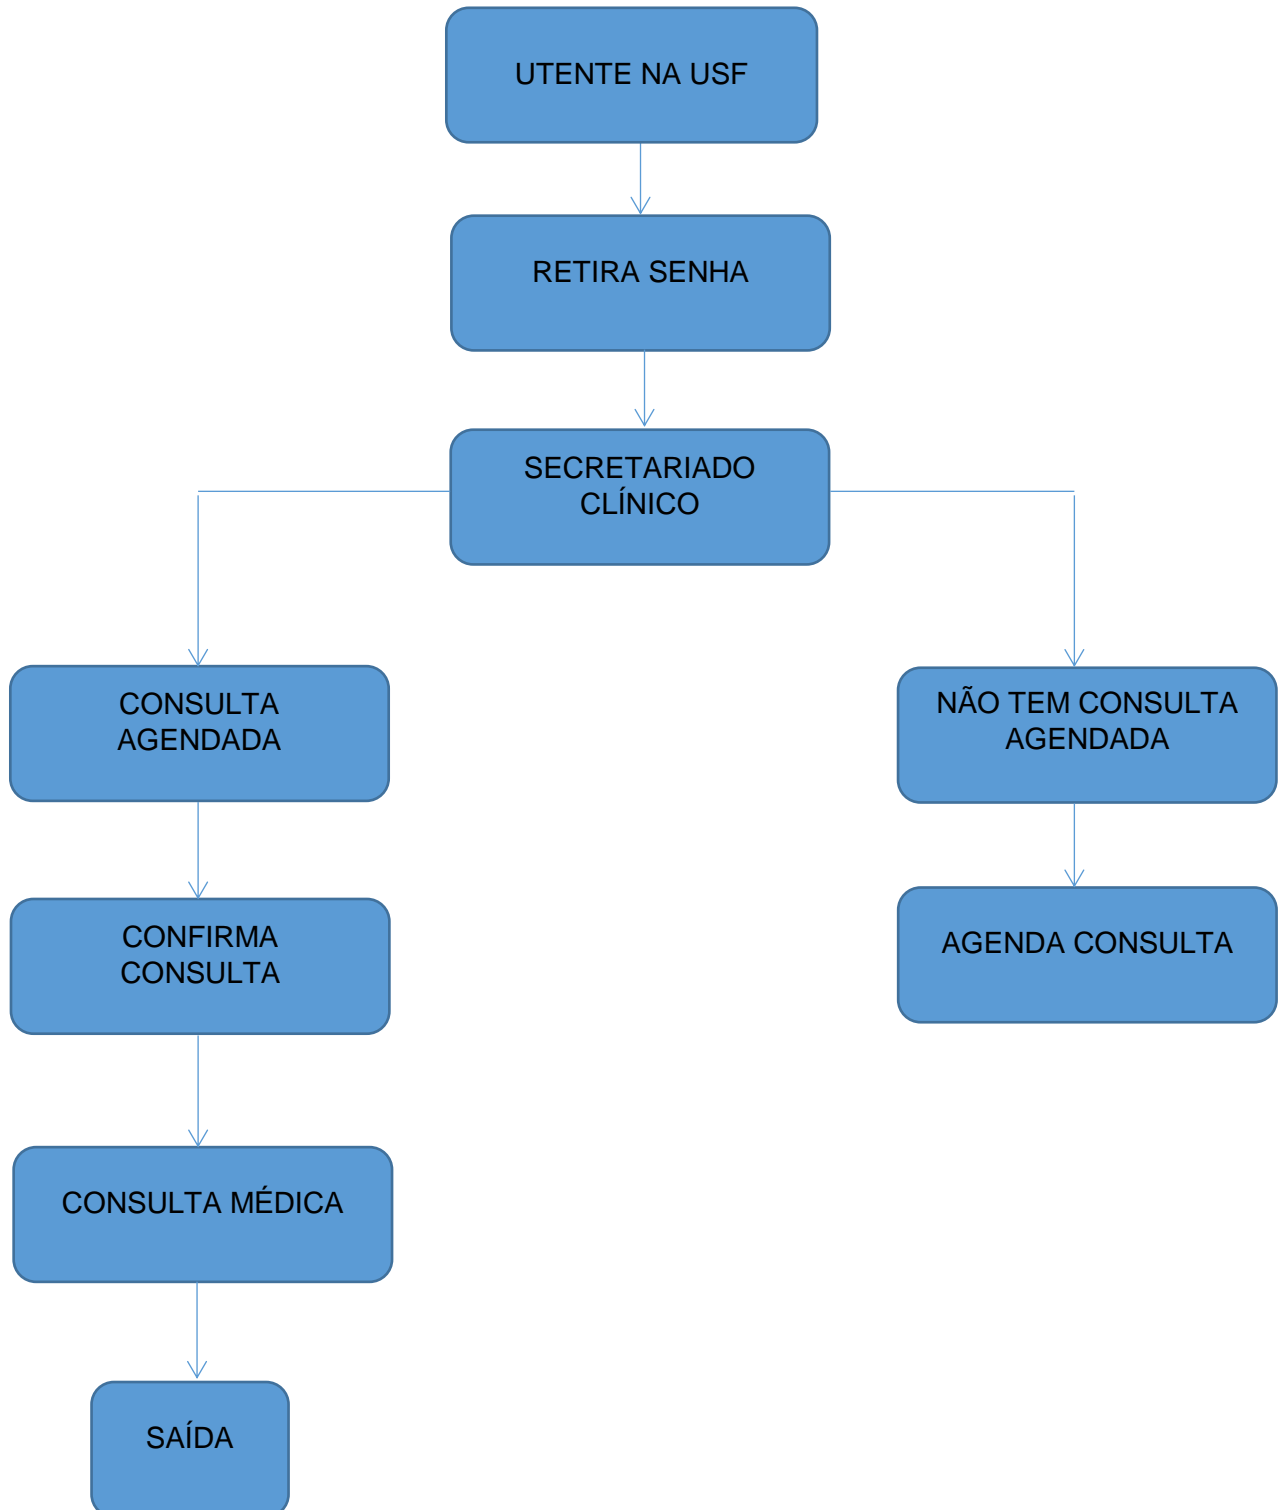 UTENTE NA USF
RETIRA SENHA
SECRETARIADO
CLÍNICO
CONSULTA
AGENDADA
NÃO TEM CONSULTA
AGENDADA
CONFIRMA
CONSULTA
AGENDA CONSULTA
CONSULTA MÉDICA
SAÍDA